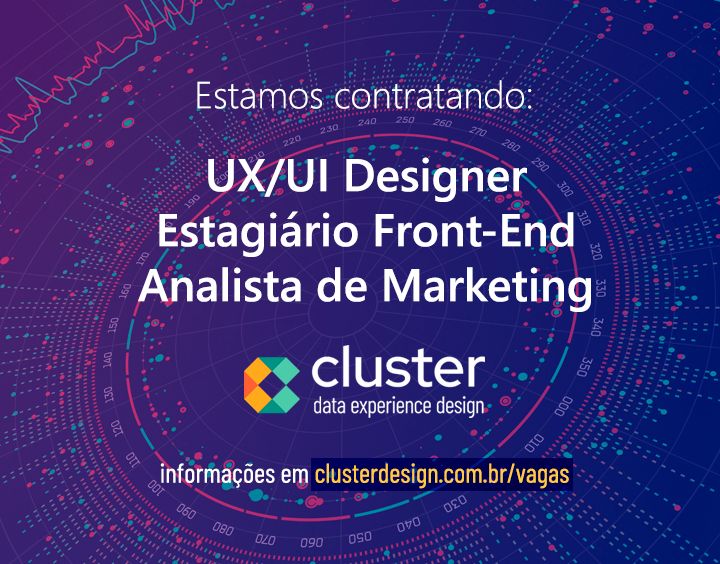 Estamos contratando:
UX/UI Designer
Estagiário Front-End
Analista de Marketing
cluster
data experience design
informações em clusterdesign.com.br/vagas